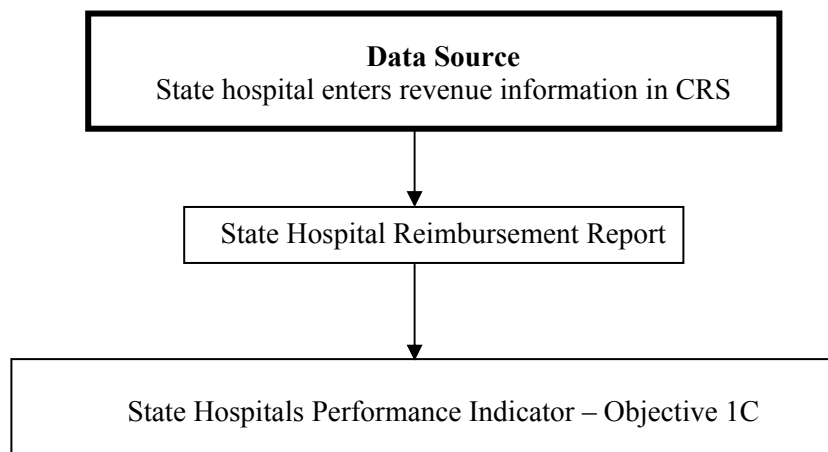 Data Source
State hospital enters revenue information in CRS
State Hospital Reimbursement Report
State Hospitals Performance Indicator – Objective 1C